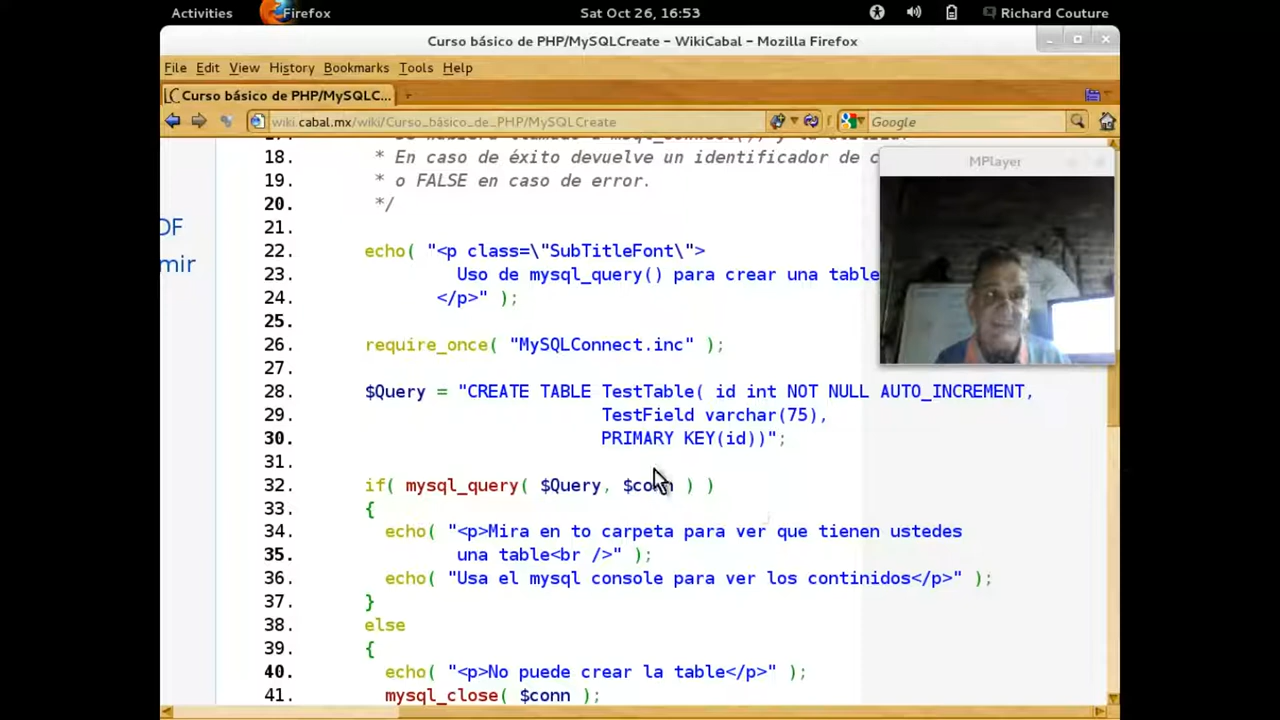 Activities Firefox Sat Oct 26, 16:53 Richard Couture
Curso básico de PHP/MySQLCreate – WikiCabal – Mozilla Firefox
File Edit View History Bookmarks Tools Help
Curso básico de PHP/MySQLC...
wiki.cabal.mx/wiki/Curso_básico_de_PHP/MySQLCreate Google
MPlayer
18. * En caso de éxito devuelve un identificador de c
19. * o FALSE en caso de error.
20. */
21.
22. echo( "<p class=\"SubTitleFont\">
23. Uso de mysql_query() para crear una table
24. </p>" );
25.
26. require_once( "MySQLConnect.inc" );
27.
28. $Query = "CREATE TABLE TestTable( id int NOT NULL AUTO_INCREMENT,
29. TestField varchar(75),
30. PRIMARY KEY(id))";
31.
32. if( mysql_query( $Query, $conn ) )
33. {
34. echo( "<p>Mira en to carpeta para ver que tienen ustedes
35. una table<br />" );
36. echo( "Usa el mysql console para ver los continidos</p>" );
37. }
38. else
39. {
40. echo( "<p>No puede crear la table</p>" );
41. mysql_close( $conn );
DF
mir